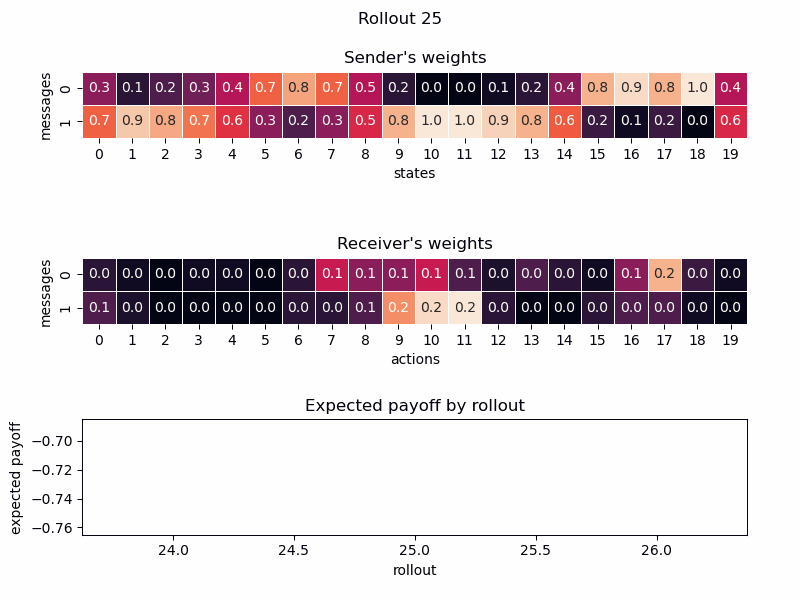 Rollout 25
Sender's weights
messages
0 0.3 0.1 0.2 0.3 0.4 0.7 0.8 0.7 0.5 0.2 0.0 0.0 0.1 0.2 0.4 0.8 0.9 0.8 1.0 0.4
1 0.7 0.9 0.8 0.7 0.6 0.3 0.2 0.3 0.5 0.8 1.0 1.0 0.9 0.8 0.6 0.2 0.1 0.2 0.0 0.6
0 1 2 3 4 5 6 7 8 9 10 11 12 13 14 15 16 17 18 19
states
Receiver's weights
messages
0 0.0 0.0 0.0 0.0 0.0 0.0 0.0 0.1 0.1 0.1 0.1 0.1 0.0 0.0 0.0 0.0 0.1 0.2 0.0 0.0
1 0.1 0.0 0.0 0.0 0.0 0.0 0.0 0.0 0.1 0.2 0.2 0.2 0.0 0.0 0.0 0.0 0.0 0.0 0.0 0.0
0 1 2 3 4 5 6 7 8 9 10 11 12 13 14 15 16 17 18 19
actions
Expected payoff by rollout
expected payoff
−0.70
−0.72
−0.74
−0.76
24.0 24.5 25.0 25.5 26.0
rollout